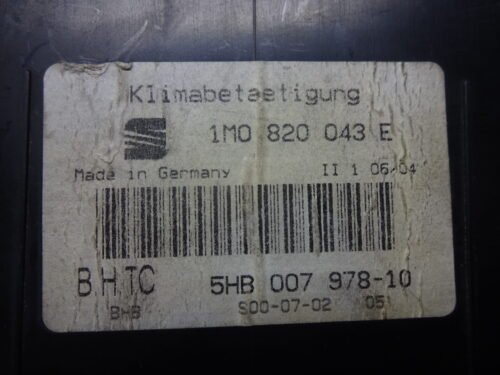 Klimabetaetigung
1M0 820 043 E
Made in Germany II 1 06/04
B.H.TC 5HB 007 978-10
BHB S00-07-02 05